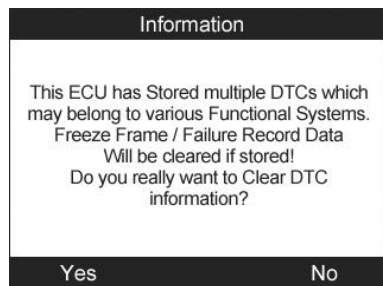 Information
This ECU has Stored multiple DTCs which
may belong to various Functional Systems.
Freeze Frame / Failure Record Data
Will be cleared if stored!
Do you really want to Clear DTC
information?
Yes No